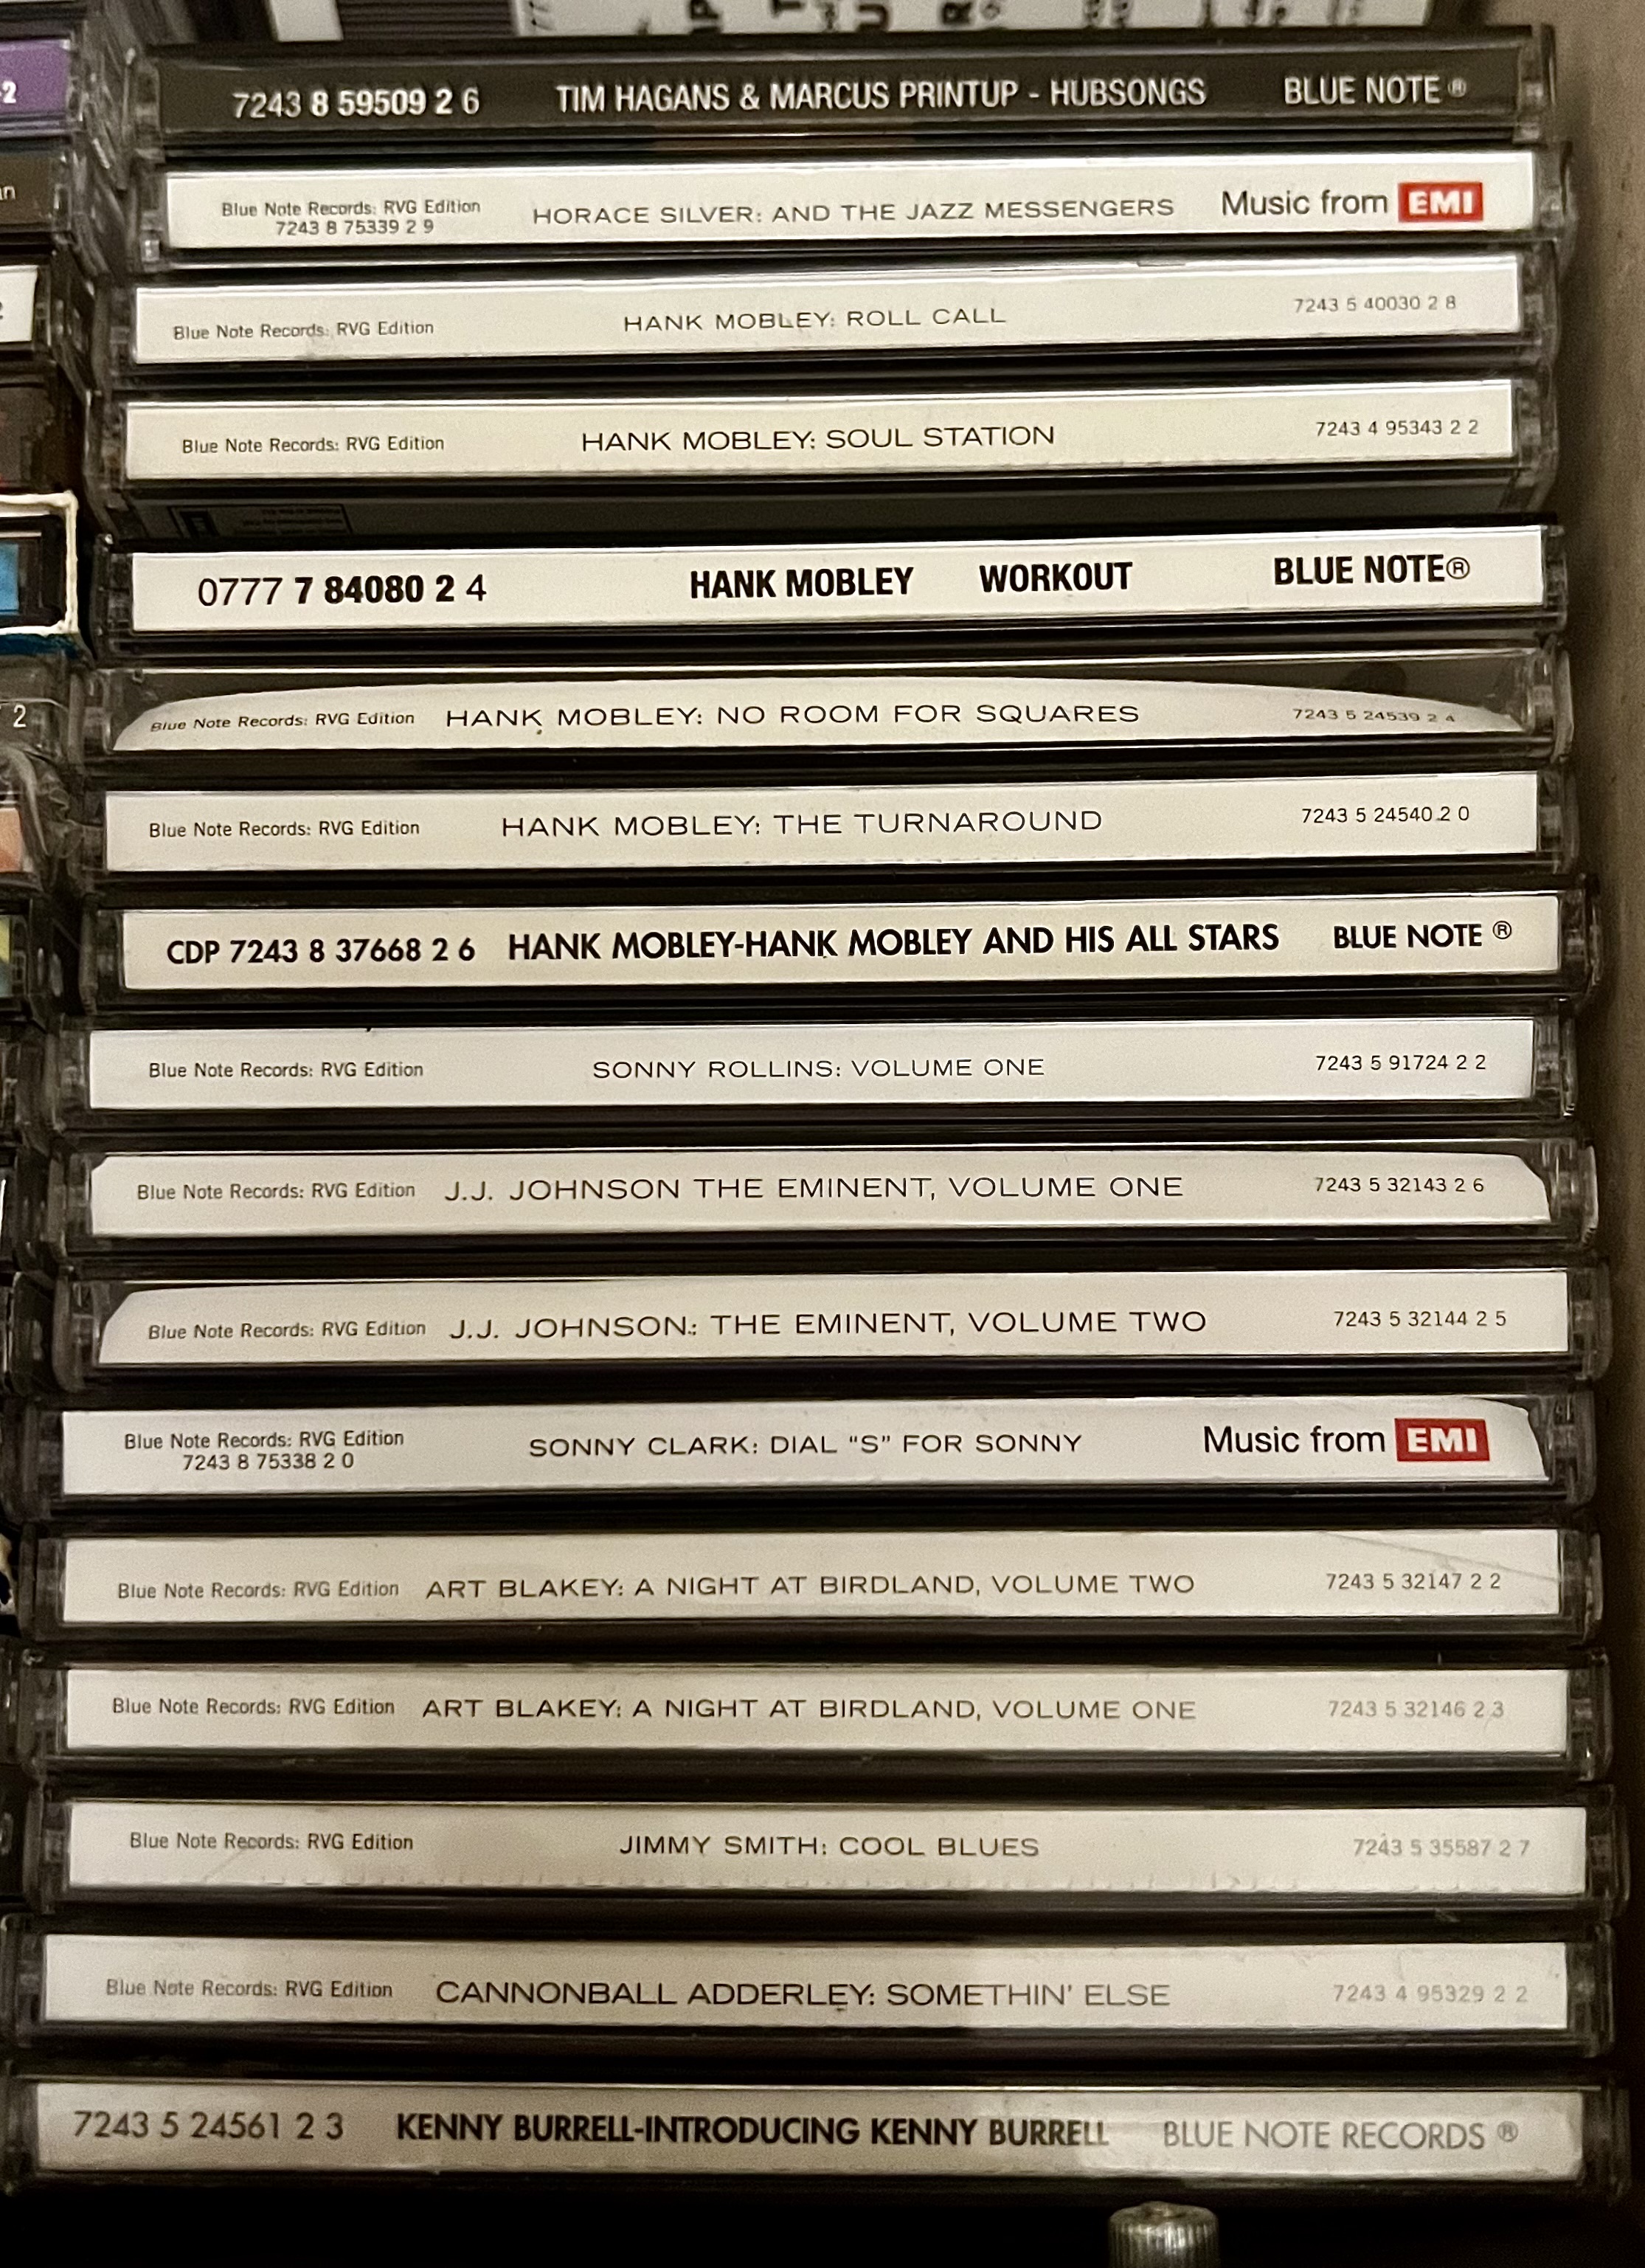 7243 8 59509 2 6 TIM HAGANS & MARCUS PRINTUP - HUBSONGS BLUE NOTE ®
Blue Note Records: RVG Edition
7243 8 75339 2 9
HORACE SILVER: AND THE JAZZ MESSENGERS Music from EMI
Blue Note Records: RVG Edition HANK MOBLEY: ROLL CALL 7243 5 40030 2 8
Blue Note Records: RVG Edition HANK MOBLEY: SOUL STATION 7243 4 95343 2 2
0777 7 84080 2 4 HANK MOBLEY WORKOUT BLUE NOTE®
Blue Note Records: RVG Edition HANK MOBLEY: NO ROOM FOR SQUARES 7243 5 24539 2 4
Blue Note Records: RVG Edition HANK MOBLEY: THE TURNAROUND 7243 5 24540 2 0
CDP 7243 8 37668 2 6 HANK MOBLEY-HANK MOBLEY AND HIS ALL STARS BLUE NOTE ®
Blue Note Records: RVG Edition SONNY ROLLINS: VOLUME ONE 7243 5 91724 2 2
Blue Note Records: RVG Edition J.J. JOHNSON THE EMINENT, VOLUME ONE 7243 5 32143 2 6
Blue Note Records: RVG Edition J.J. JOHNSON: THE EMINENT, VOLUME TWO 7243 5 32144 2 5
Blue Note Records: RVG Edition
7243 8 75338 2 0
SONNY CLARK: DIAL “S” FOR SONNY Music from EMI
Blue Note Records: RVG Edition ART BLAKEY: A NIGHT AT BIRDLAND, VOLUME TWO 7243 5 32147 2 2
Blue Note Records: RVG Edition ART BLAKEY: A NIGHT AT BIRDLAND, VOLUME ONE 7243 5 32146 2 3
Blue Note Records: RVG Edition JIMMY SMITH: COOL BLUES 7243 5 35587 2 7
Blue Note Records: RVG Edition CANNONBALL ADDERLEY: SOMETHIN' ELSE 7243 4 95329 2 2
7243 5 24561 2 3 KENNY BURRELL-INTRODUCING KENNY BURRELL BLUE NOTE RECORDS ®